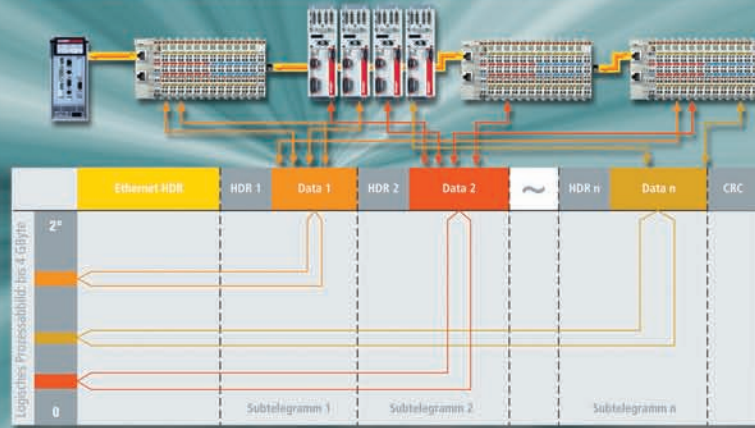 Ethernet HDR
HDR 1
Data 1
HDR 2
Data 2
~
HDR n
Data n
CRC
Logisches Prozessabbild: bis 4 GByte
0
Subtelegramm 1
Subtelegramm 2
Subtelegramm n